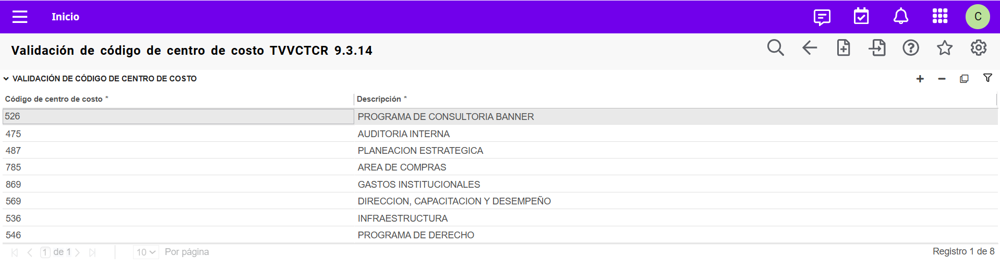 Inicio
C
Validación de código de centro de costo TVVCTCR 9.3.14
VALIDACIÓN DE CÓDIGO DE CENTRO DE COSTO
Código de centro de costo * Descripción *
526 PROGRAMA DE CONSULTORIA BANNER
475 AUDITORIA INTERNA
487 PLANEACION ESTRATEGICA
785 AREA DE COMPRAS
869 GASTOS INSTITUCIONALES
569 DIRECCION, CAPACITACION Y DESEMPEÑO
536 INFRAESTRUCTURA
546 PROGRAMA DE DERECHO
1 de 1 10 Por página Registro 1 de 8